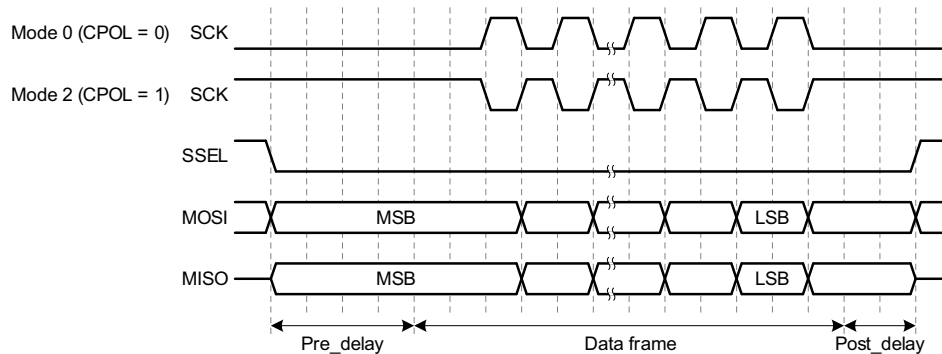 Mode 0 (CPOL = 0) SCK
Mode 2 (CPOL = 1) SCK
SSEL
MOSI MSB LSB
MISO MSB LSB
Pre_delay Data frame Post_delay